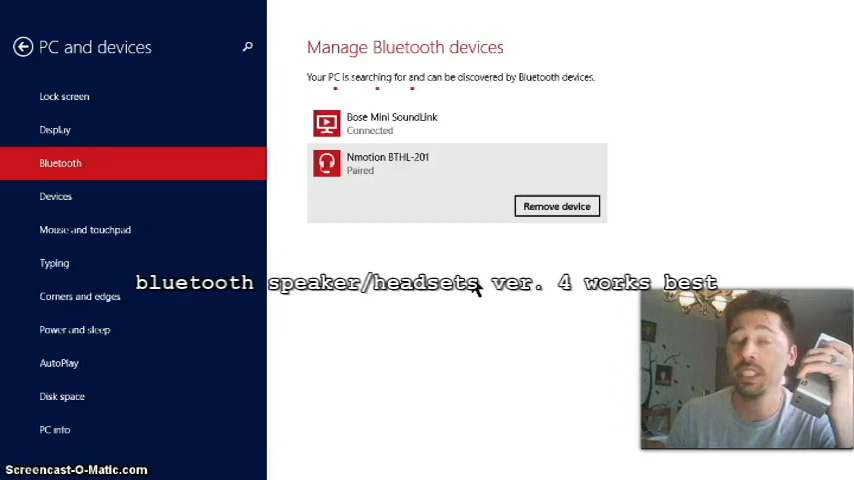 PC and devices
Lock screen
Display
Bluetooth
Devices
Mouse and touchpad
Typing
Corners and edges
Power and sleep
AutoPlay
Disk space
PC info
Manage Bluetooth devices
Your PC is searching for and can be discovered by Bluetooth devices.
Bose Mini SoundLink
Connected
Nmotion BTHL-201
Paired
Remove device
bluetooth speaker/headsets ver. 4 works best
Screencast-O-Matic.com